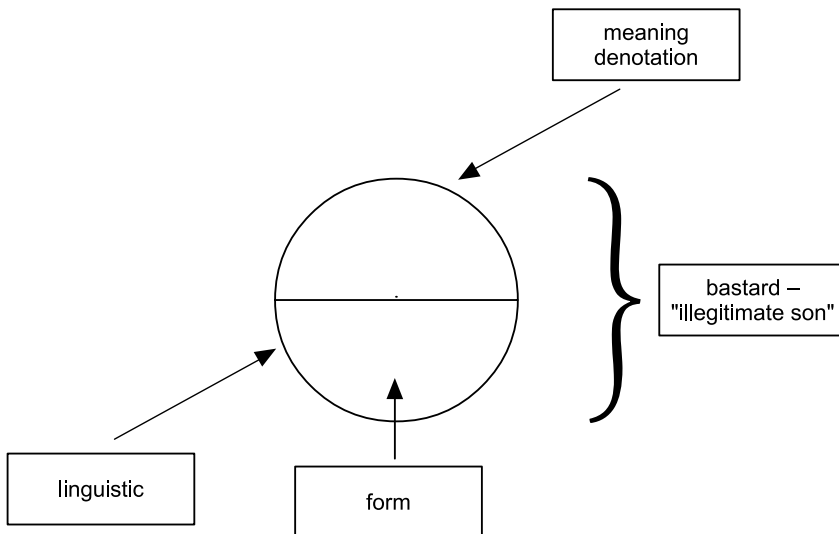 meaning
denotation
bastard –
"illegitimate son"
linguistic
form